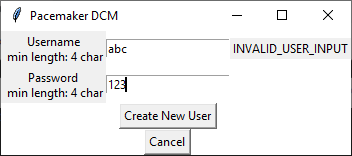 Pacemaker DCM
Username
min length: 4 char
abc
INVALID_USER_INPUT
Password
min length: 4 char
123
Create New User
Cancel